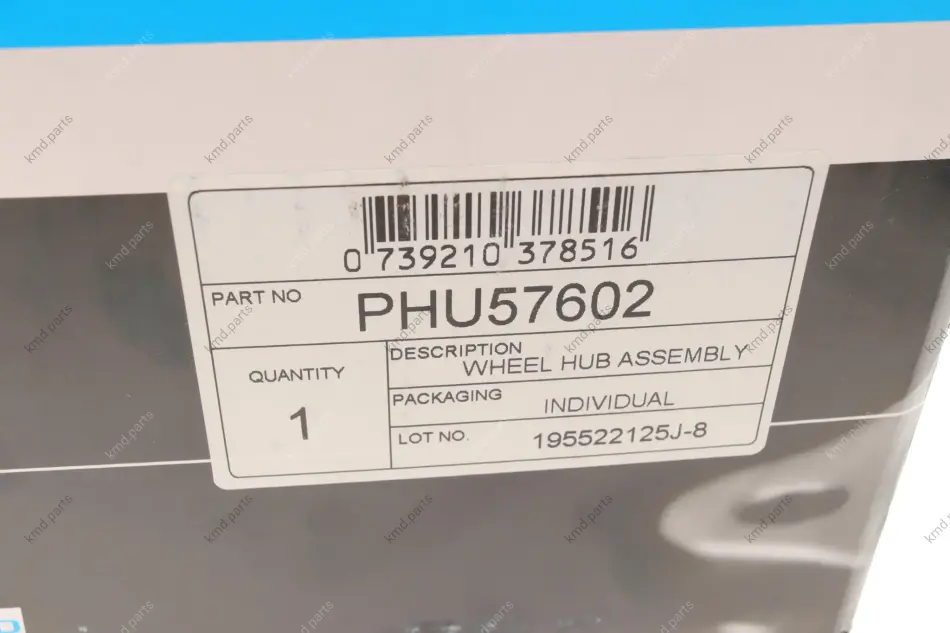 0 739210 378516
PART NO PHU57602
QUANTITY
1
DESCRIPTION
WHEEL HUB ASSEMBLY
PACKAGING INDIVIDUAL
LOT NO. 195522125J-8
kmd.parts